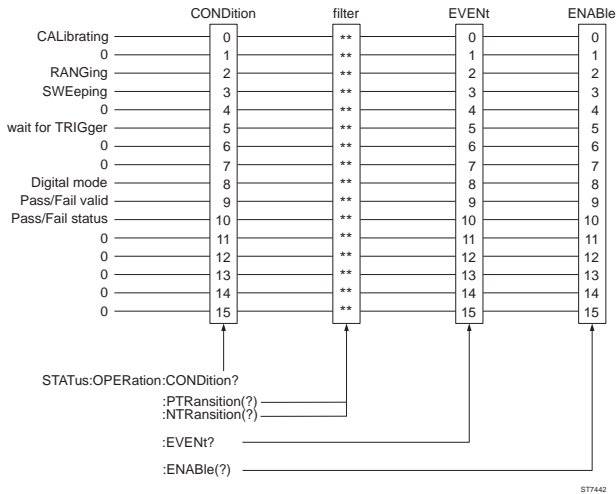 CONDition filter EVENt ENABle
CALibrating 0 ** 0 0
0 1 ** 1 1
RANGing 2 ** 2 2
SWEeping 3 ** 3 3
0 4 ** 4 4
wait for TRIGger 5 ** 5 5
0 6 ** 6 6
0 7 ** 7 7
Digital mode 8 ** 8 8
Pass/Fail valid 9 ** 9 9
Pass/Fail status 10 ** 10 10
0 11 ** 11 11
0 12 ** 12 12
0 13 ** 13 13
0 14 ** 14 14
0 15 ** 15 15
STATus:OPERation:CONDition?
:PTRansition(?)
:NTRansition(?)
:EVENt?
:ENABle(?)
ST7442